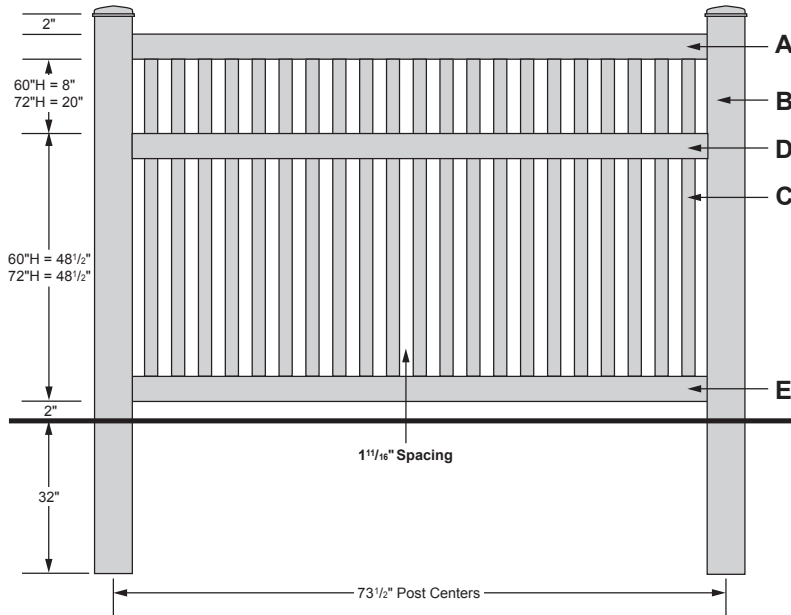 2"
A
60"H = 8"
72"H = 20"
B
D
C
60"H = 48 1/2"
72"H = 48 1/2"
E
2"
1 11/16" Spacing
32"
73 1/2" Post Centers